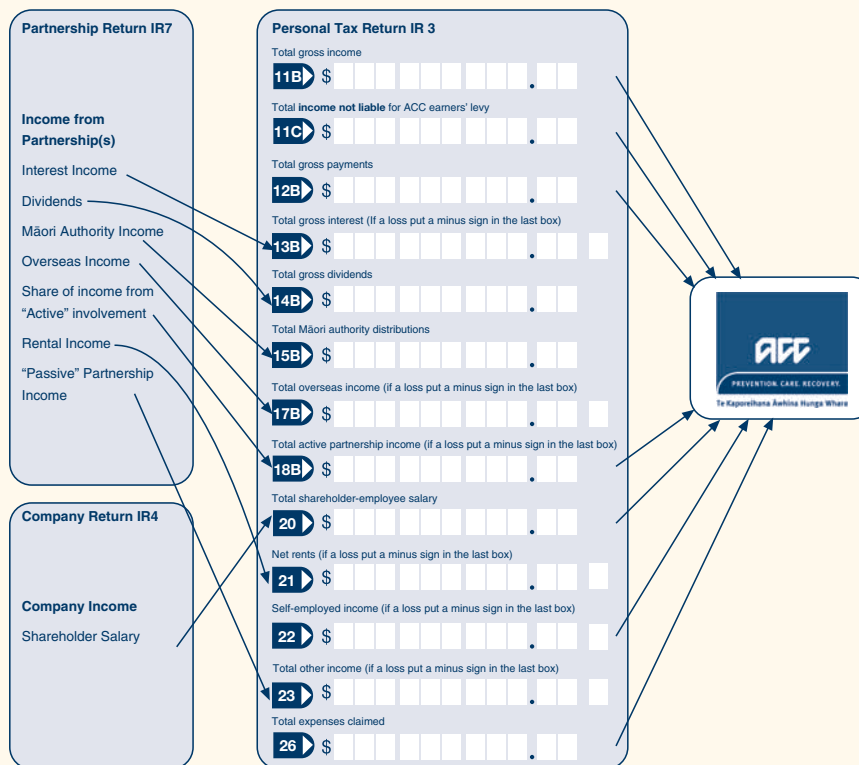 Partnership Return IR7
Income from
Partnership(s)
Interest Income
Dividends
Māori Authority Income
Overseas Income
Share of income from
“Active” involvement
Rental Income
“Passive” Partnership
Income
Company Return IR4
Company Income
Shareholder Salary
Personal Tax Return IR 3
Total gross income
11B $ .
Total income not liable for ACC earners’ levy
11C $ .
Total gross payments
12B $ .
Total gross interest (If a loss put a minus sign in the last box)
13B $ .
Total gross dividends
14B $ .
Total Māori authority distributions
15B $ .
Total overseas income (if a loss put a minus sign in the last box)
17B $ .
Total active partnership income (if a loss put a minus sign in the last box)
18B $ .
Total shareholder-employee salary
20 $ .
Net rents (if a loss put a minus sign in the last box)
21 $ .
Self-employed income (if a loss put a minus sign in the last box)
22 $ .
Total other income (if a loss put a minus sign in the last box)
23 $ .
Total expenses claimed
26 $ .
ACC
PREVENTION. CARE. RECOVERY.
Te Kaporeihana Āwhina Hunga Whara